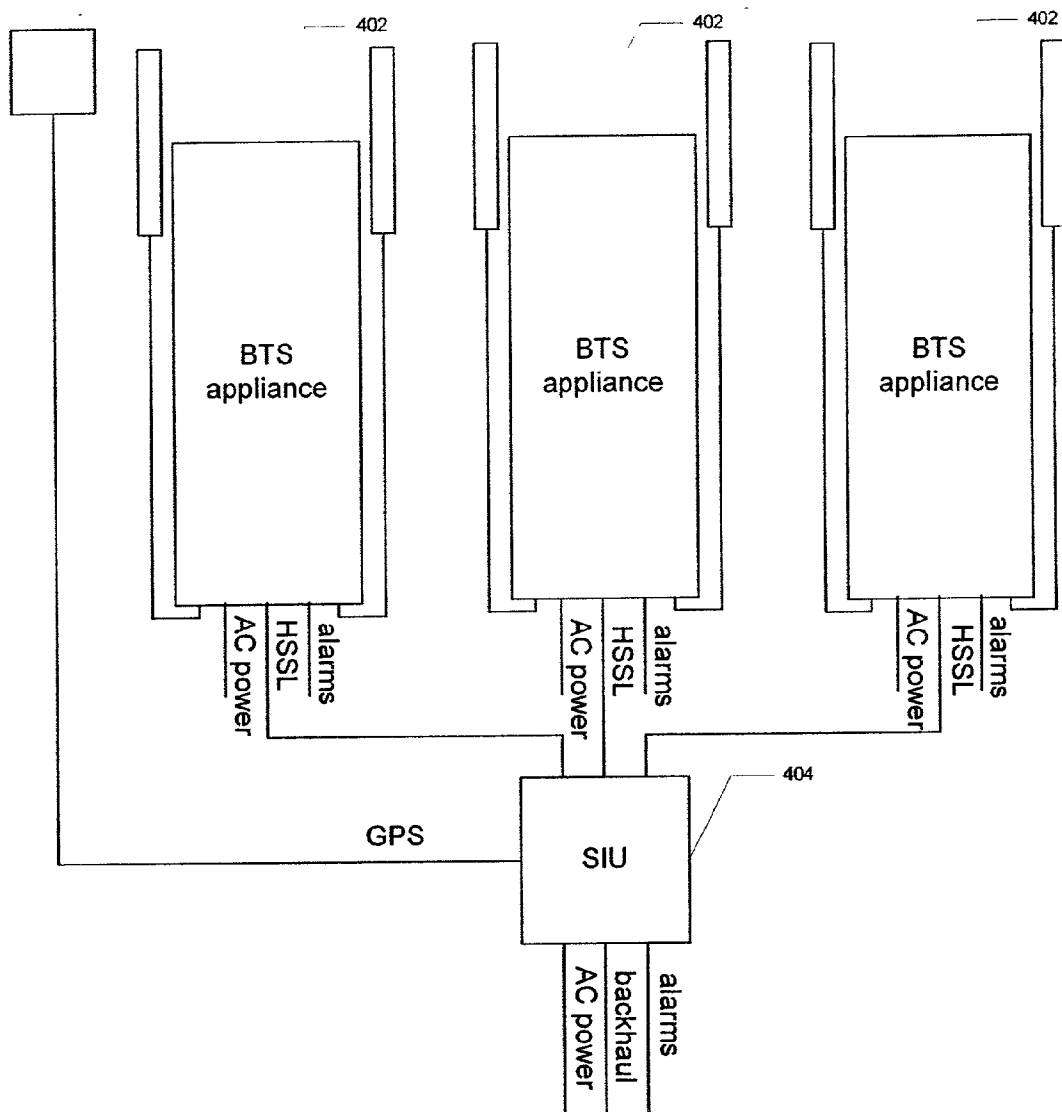 402
402
402
BTS
appliance
BTS
appliance
BTS
appliance
AC power
HSSL
alarms
AC power
HSSL
alarms
AC power
HSSL
alarms
404
GPS
SIU
AC power
backhaul
alarms